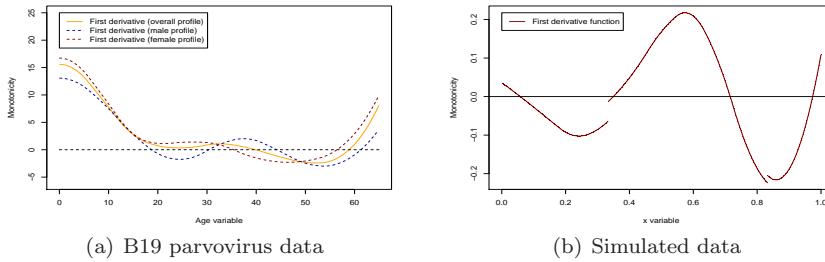 First derivative (overall profile)
First derivative (male profile)
First derivative (female profile)
Monotonicity
25
20
15
10
5
0
−5
0 10 20 30 40 50 60
Age variable
(a) B19 parvovirus data
First derivative function
Monotonicity
0.2
0.1
0.0
−0.1
−0.2
0.0 0.2 0.4 0.6 0.8 1.0
x variable
(b) Simulated data